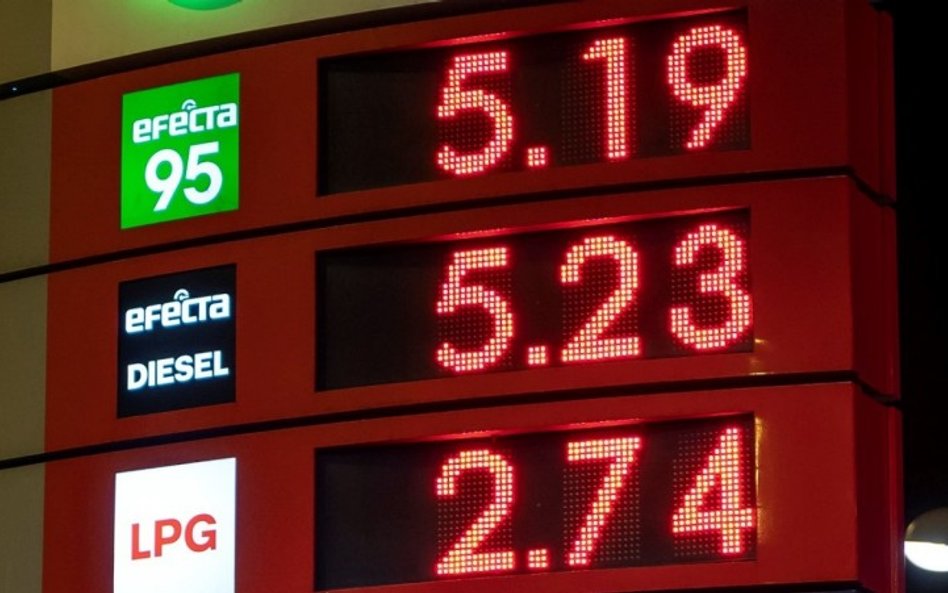 efecta
95
5.19
efecta
DIESEL
5.23
LPG
2.74